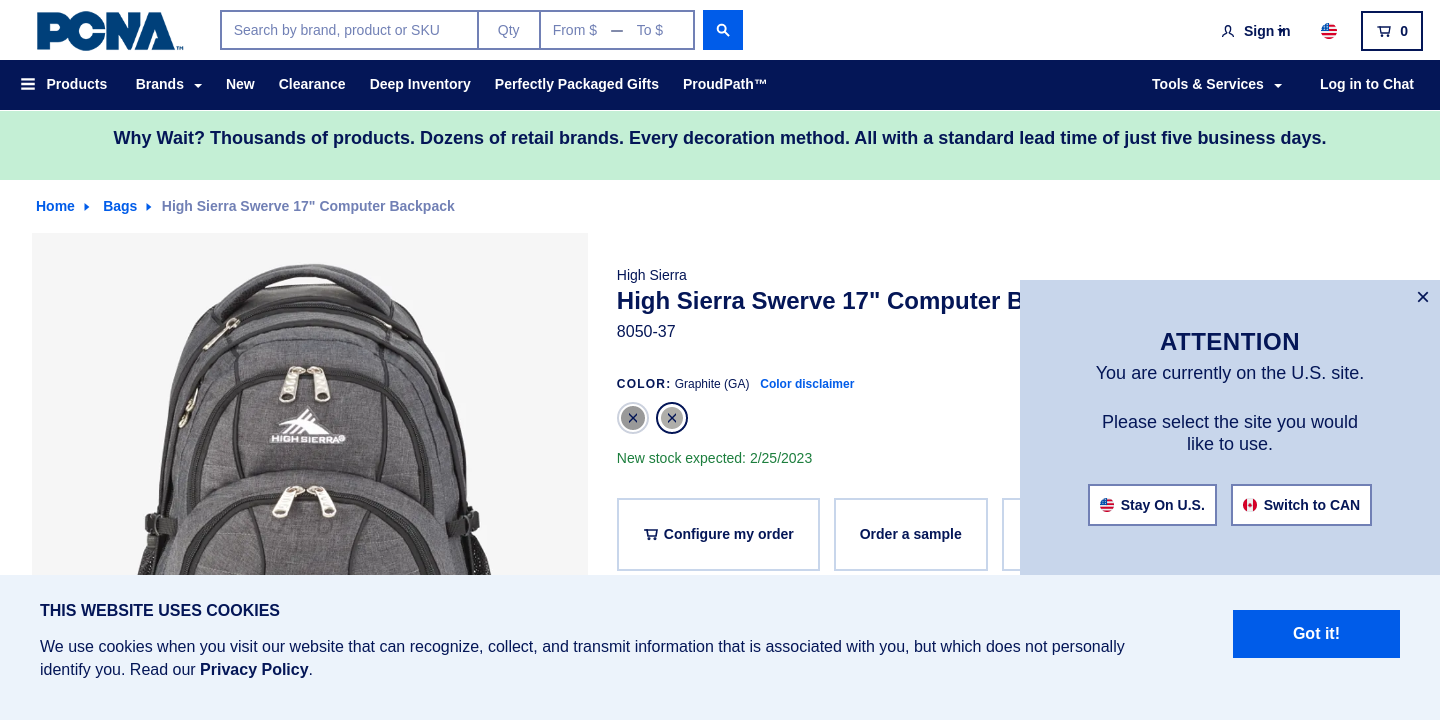 PCNA™
Search by brand, product or SKU
Qty
From $ — To $
Sign in
0
Products
Brands
New
Clearance
Deep Inventory
Perfectly Packaged Gifts
ProudPath™
Tools & Services
Log in to Chat
Why Wait? Thousands of products. Dozens of retail brands. Every decoration method. All with a standard lead time of just five business days.
Home
Bags
High Sierra Swerve 17" Computer Backpack
HIGH SIERRA
High Sierra
High Sierra Swerve 17" Computer
8050-37
COLOR: Graphite (GA) Color disclaimer
New stock expected: 2/25/2023
Configure my order
Order a sample
×
ATTENTION
You are currently on the U.S. site.
Please select the site you would
like to use.
Stay On U.S.
Switch to CAN
THIS WEBSITE USES COOKIES
We use cookies when you visit our website that can recognize, collect, and transmit information that is associated with you, but which does not personally
identify you. Read our Privacy Policy.
Got it!